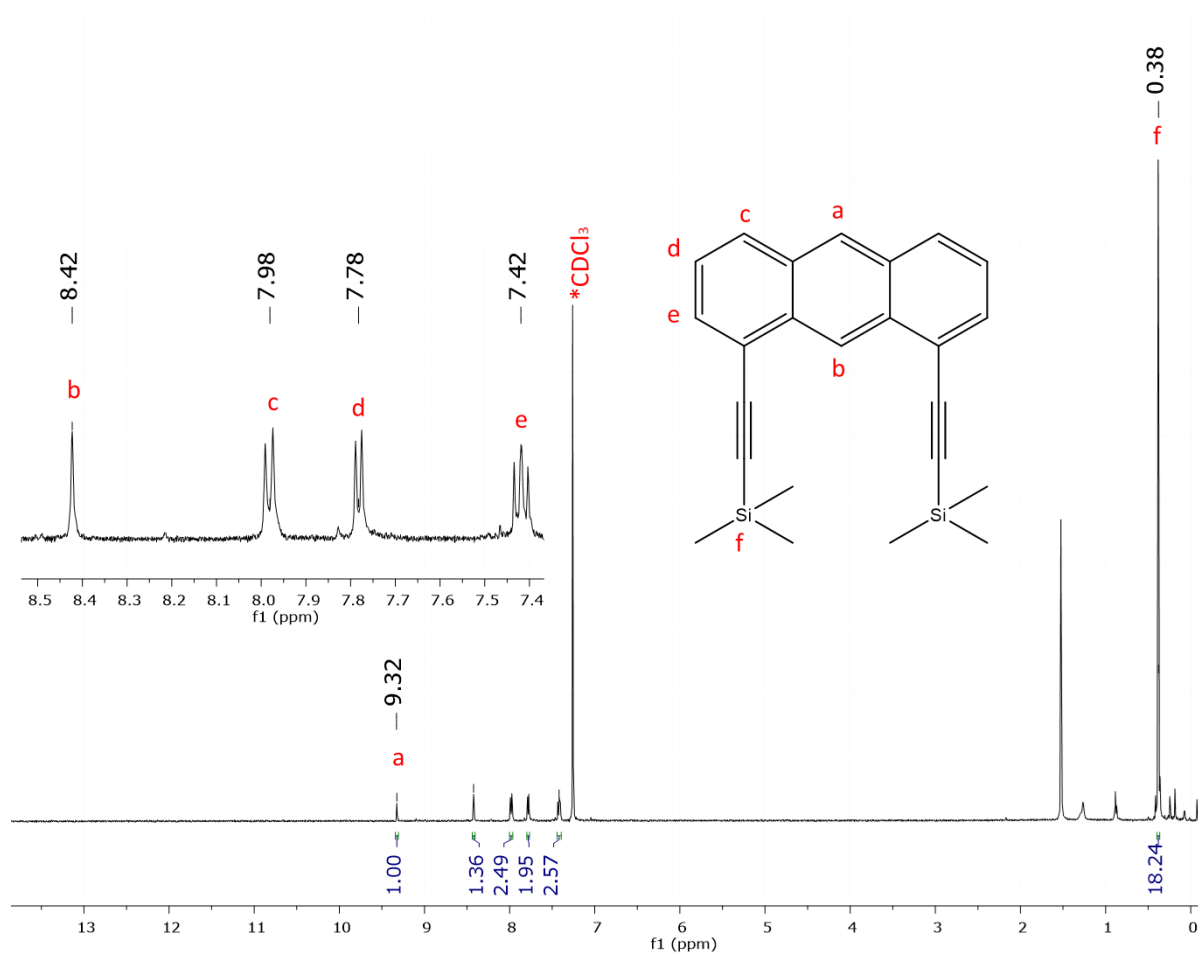 0.38
f
8.42
7.98
7.78
7.42
*CDCl₃
b
c
d
e
c
a
d
e
b
Si
Si
f
8.5 8.4 8.3 8.2 8.1 8.0 7.9 7.8 7.7 7.6 7.5 7.4
f1 (ppm)
9.32
a
1.00
1.36
2.49
1.95
2.57
18.24
13 12 11 10 9 8 7 6 5 4 3 2 1 0
f1 (ppm)